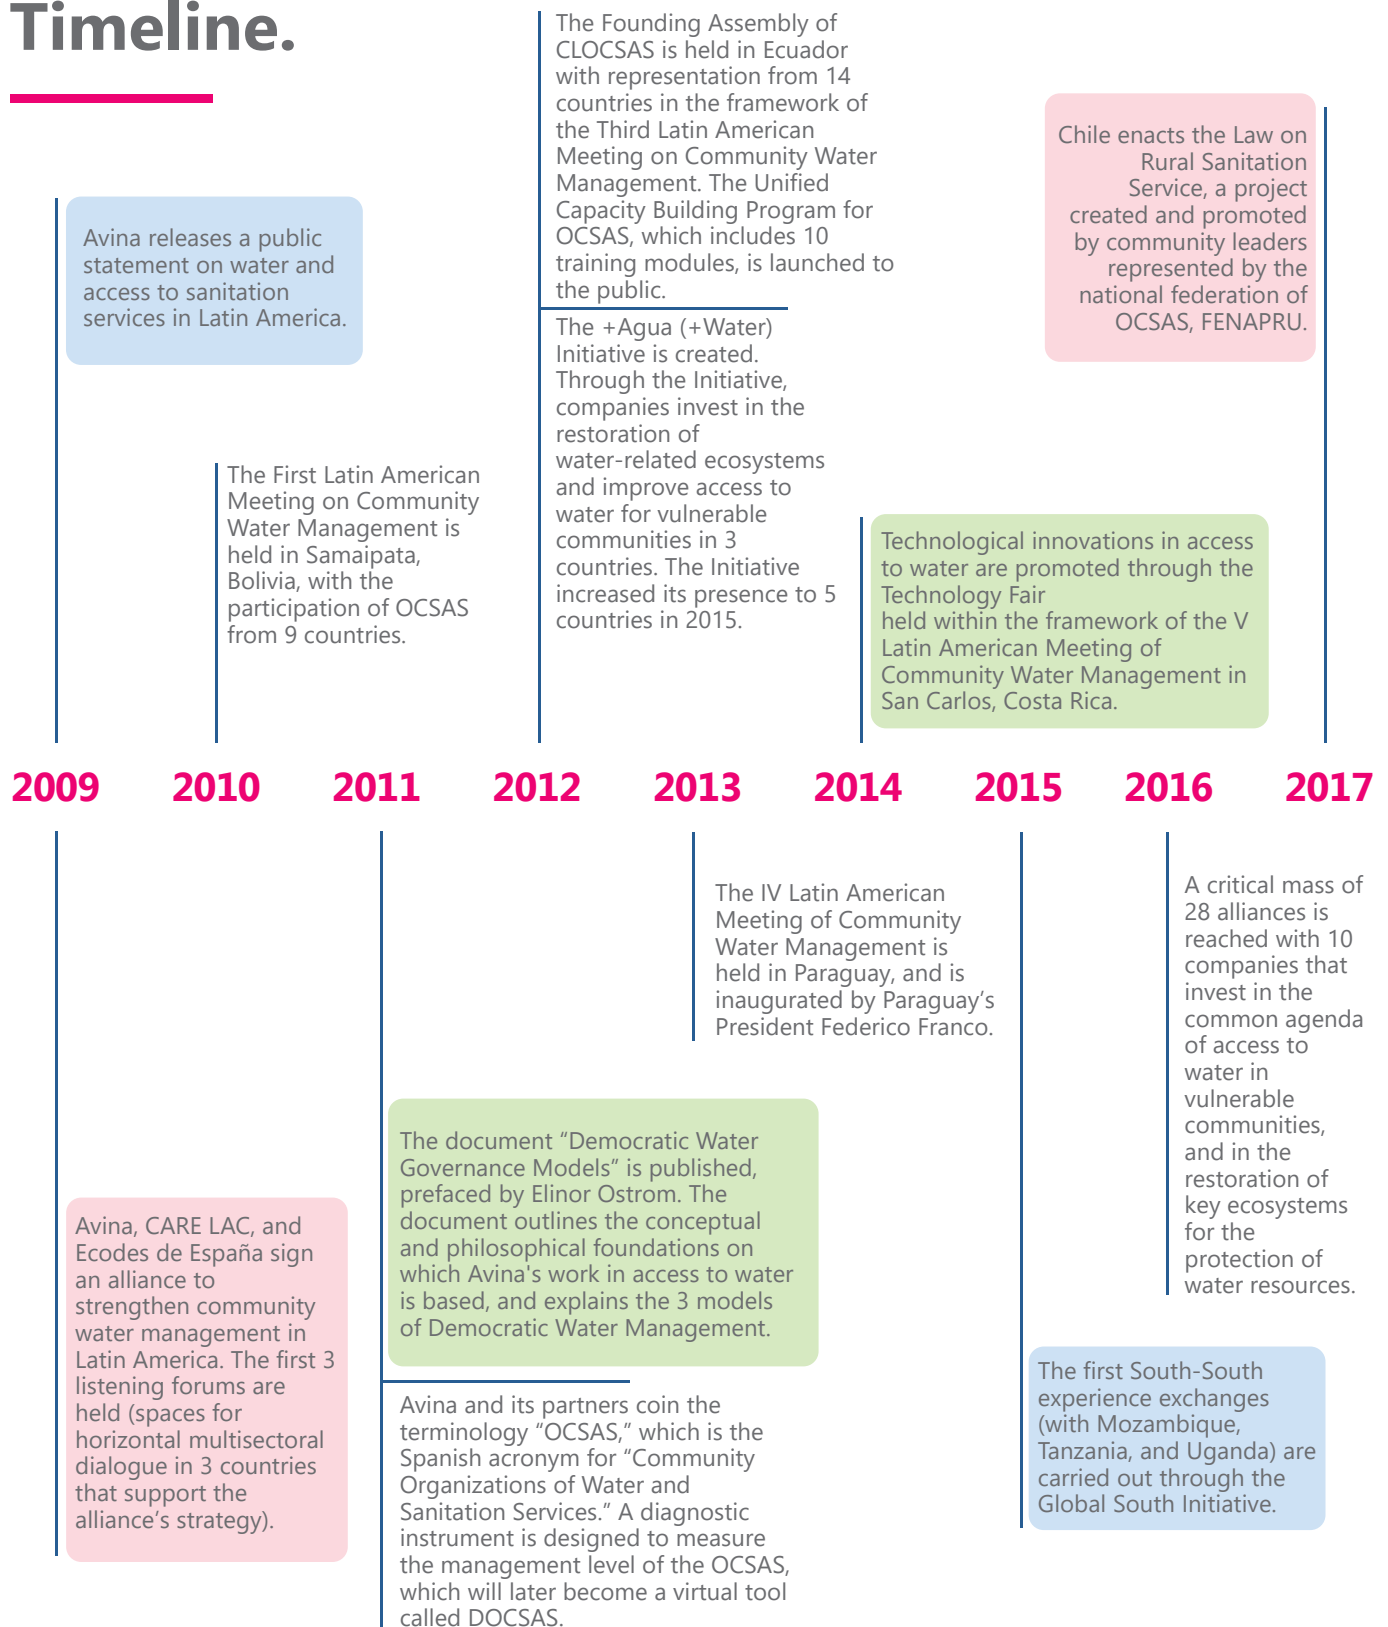 Timeline.
Avina releases a public
statement on water and
access to sanitation
services in Latin America.
The First Latin American
Meeting on Community
Water Management is
held in Samaipata,
Bolivia, with the
participation of OCSAS
from 9 countries.
The Founding Assembly of
CLOCSAS is held in Ecuador
with representation from 14
countries in the framework of
the Third Latin American
Meeting on Community Water
Management. The Unified
Capacity Building Program for
OCSAS, which includes 10
training modules, is launched to
the public.
The +Agua (+Water)
Initiative is created.
Through the Initiative,
companies invest in the
restoration of
water-related ecosystems
and improve access to
water for vulnerable
communities in 3
countries. The Initiative
increased its presence to 5
countries in 2015.
Technological innovations in access
to water are promoted through the
Technology Fair
held within the framework of the V
Latin American Meeting of
Community Water Management in
San Carlos, Costa Rica.
Chile enacts the Law on
Rural Sanitation
Service, a project
created and promoted
by community leaders
represented by the
national federation of
OCSAS, FENAPRU.
2009 2010 2011 2012 2013 2014 2015 2016 2017
Avina, CARE LAC, and
Ecodes de España sign
an alliance to
strengthen community
water management in
Latin America. The first 3
listening forums are
held (spaces for
horizontal multisectoral
dialogue in 3 countries
that support the
alliance’s strategy).
The document “Democratic Water
Governance Models” is published,
prefaced by Elinor Ostrom. The
document outlines the conceptual
and philosophical foundations on
which Avina's work in access to water
is based, and explains the 3 models
of Democratic Water Management.
Avina and its partners coin the
terminology “OCSAS,” which is the
Spanish acronym for “Community
Organizations of Water and
Sanitation Services.” A diagnostic
instrument is designed to measure
the management level of the OCSAS,
which will later become a virtual tool
called DOCSAS.
The IV Latin American
Meeting of Community
Water Management is
held in Paraguay, and is
inaugurated by Paraguay’s
President Federico Franco.
The first South-South
experience exchanges
(with Mozambique,
Tanzania, and Uganda) are
carried out through the
Global South Initiative.
A critical mass of
28 alliances is
reached with 10
companies that
invest in the
common agenda
of access to
water in
vulnerable
communities,
and in the
restoration of
key ecosystems
for the
protection of
water resources.